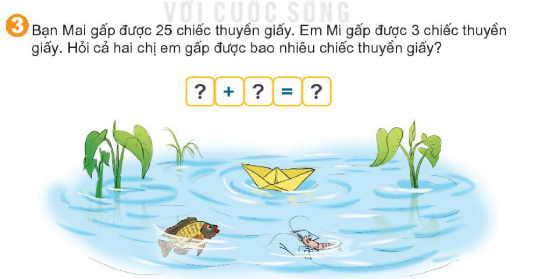 VỚI CUỘC SỐNG
3 Bạn Mai gấp được 25 chiếc thuyền giấy. Em Mi gấp được 3 chiếc thuyền
giấy. Hỏi cả hai chị em gấp được bao nhiêu chiếc thuyền giấy?
? + ? = ?